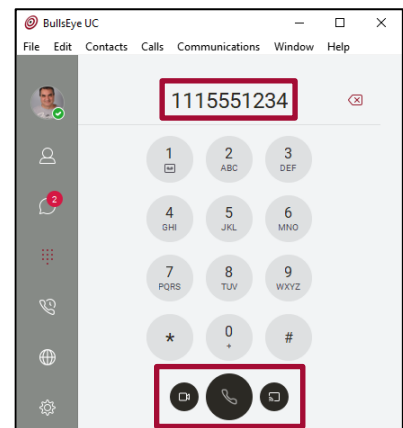 BullsEye UC
File Edit Contacts Calls Communications Window Help
1115551234
1 2 3
ABC DEF
2
4 5 6
GHI JKL MNO
7 8 9
PQRS TUV WXYZ
* 0 #
+